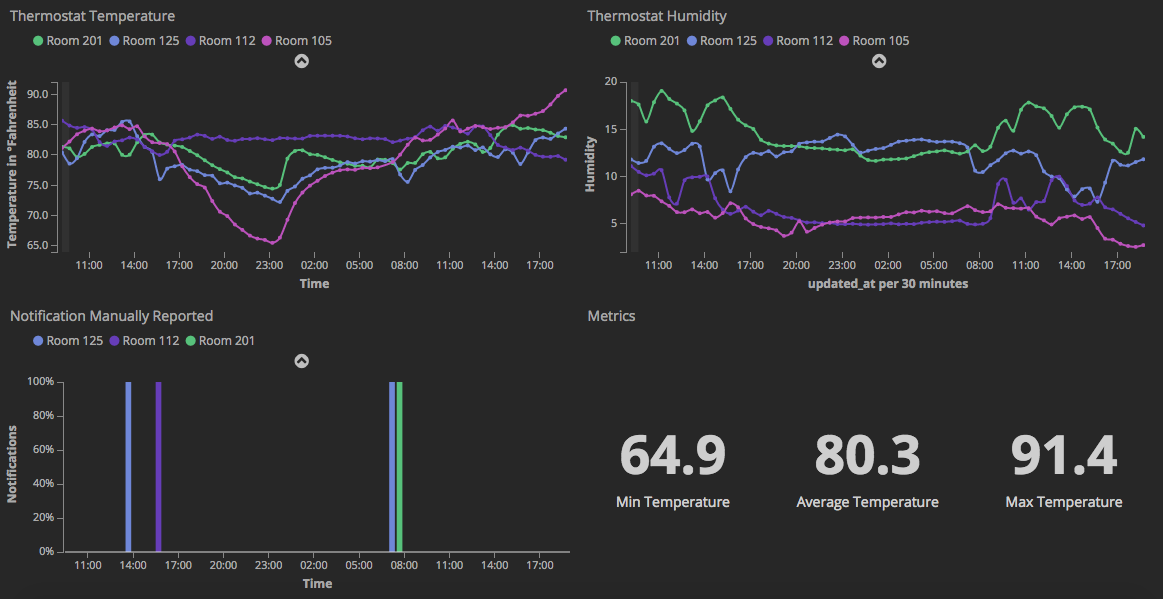 Thermostat Temperature
Room 201 Room 125 Room 112 Room 105
Temperature in °Fahrenheit
90.0
85.0
80.0
75.0
70.0
65.0
11:00 14:00 17:00 20:00 23:00 02:00 05:00 08:00 11:00 14:00 17:00
Time
Thermostat Humidity
Room 201 Room 125 Room 112 Room 105
Humidity
20
15
10
5
11:00 14:00 17:00 20:00 23:00 02:00 05:00 08:00 11:00 14:00 17:00
updated_at per 30 minutes
Notification Manually Reported
Room 125 Room 112 Room 201
Notifications
100%
80%
60%
40%
20%
0%
11:00 14:00 17:00 20:00 23:00 02:00 05:00 08:00 11:00 14:00 17:00
Time
Metrics
64.9 80.3 91.4
Min Temperature Average Temperature Max Temperature